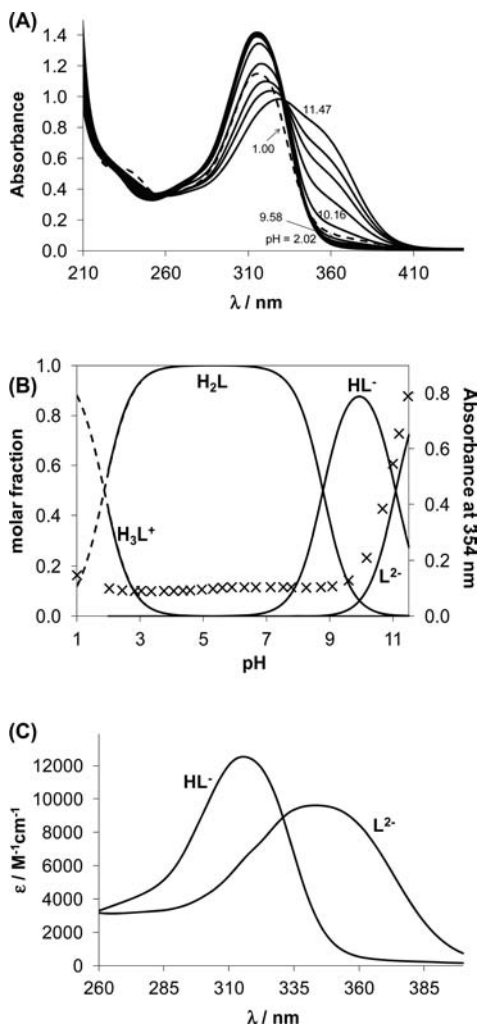 (A)
1.4
1.2
1.0
0.8
0.6
0.4
0.2
0.0
Absorbance
11.47
1.00
9.58
10.16
pH = 2.02
210 260 310 360 410
λ / nm
(B)
1.0
0.8
0.6
0.4
0.2
0.0
molar fraction
H₂L
HL⁻
H₃L⁺
L²⁻
0.8
0.6
0.4
0.2
0.0
Absorbance at 354 nm
1 3 5 7 9 11
pH
(C)
12000
10000
8000
6000
4000
2000
0
ε / M⁻¹cm⁻¹
HL⁻
L²⁻
260 285 310 335 360 385
λ / nm